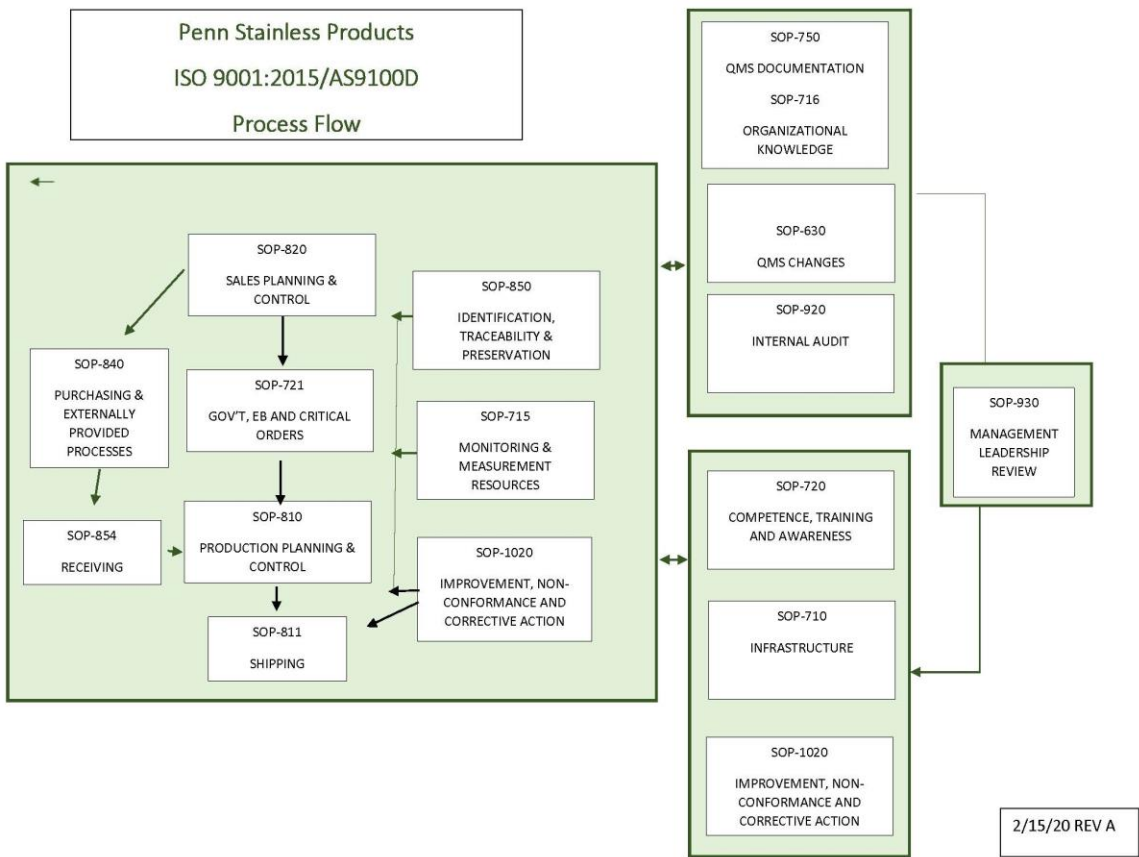 Penn Stainless Products
ISO 9001:2015/AS9100D
Process Flow
SOP-820
SALES PLANNING &
CONTROL
SOP-840
PURCHASING &
EXTERNALLY
PROVIDED
PROCESSES
SOP-721
GOV'T, EB AND CRITICAL
ORDERS
SOP-854
RECEIVING
SOP-810
PRODUCTION PLANNING &
CONTROL
SOP-811
SHIPPING
SOP-850
IDENTIFICATION,
TRACEABILITY &
PRESERVATION
SOP-715
MONITORING &
MEASUREMENT
RESOURCES
SOP-1020
IMPROVEMENT, NON-
CONFORMANCE AND
CORRECTIVE ACTION
SOP-750
QMS DOCUMENTATION
SOP-716
ORGANIZATIONAL
KNOWLEDGE
SOP-630
QMS CHANGES
SOP-920
INTERNAL AUDIT
SOP-720
COMPETENCE, TRAINING
AND AWARENESS
SOP-710
INFRASTRUCTURE
SOP-1020
IMPROVEMENT, NON-
CONFORMANCE AND
CORRECTIVE ACTION
SOP-930
MANAGEMENT
LEADERSHIP
REVIEW
2/15/20 REV A